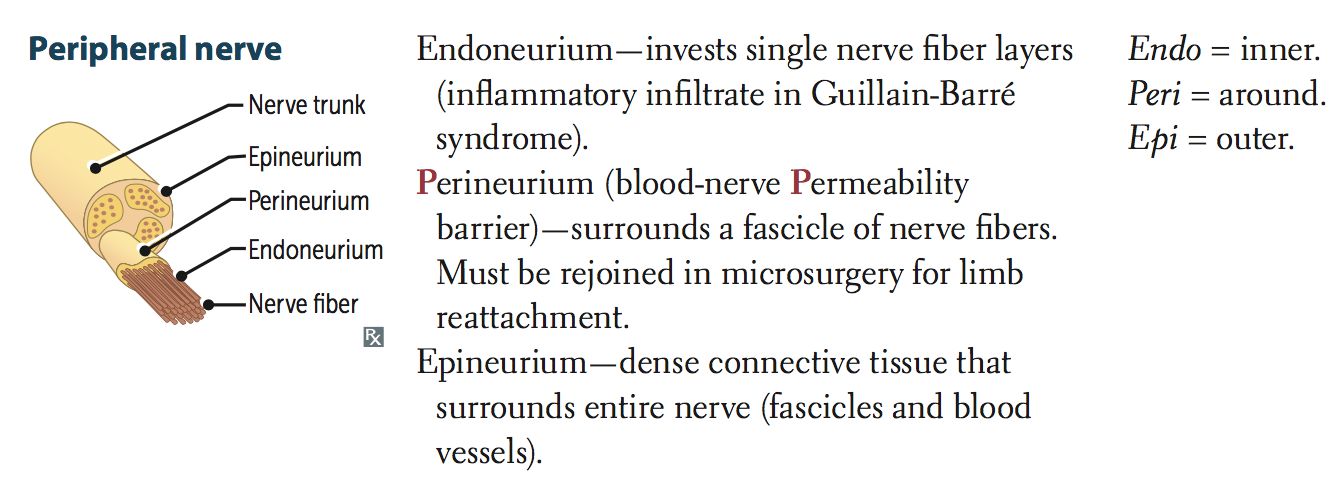 Peripheral nerve
Nerve trunk
Epineurium
Perineurium
Endoneurium
Nerve fiber
Rx
Endoneurium—invests single nerve fiber layers
(inflammatory infiltrate in Guillain-Barré
syndrome).
Perineurium (blood-nerve Permeability
barrier)—surrounds a fascicle of nerve fibers.
Must be rejoined in microsurgery for limb
reattachment.
Epineurium—dense connective tissue that
surrounds entire nerve (fascicles and blood
vessels).
Endo = inner.
Peri = around.
Epi = outer.